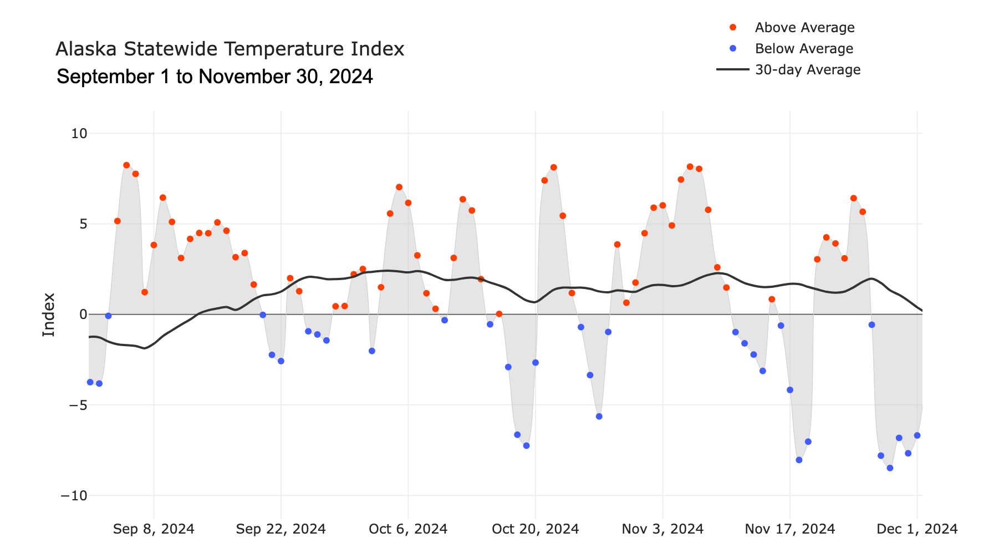 Above Average
Below Average
30-day Average
Alaska Statewide Temperature Index
September 1 to November 30, 2024
Index
10
5
0
−5
−10
Sep 8, 2024
Sep 22, 2024
Oct 6, 2024
Oct 20, 2024
Nov 3, 2024
Nov 17, 2024
Dec 1, 2024